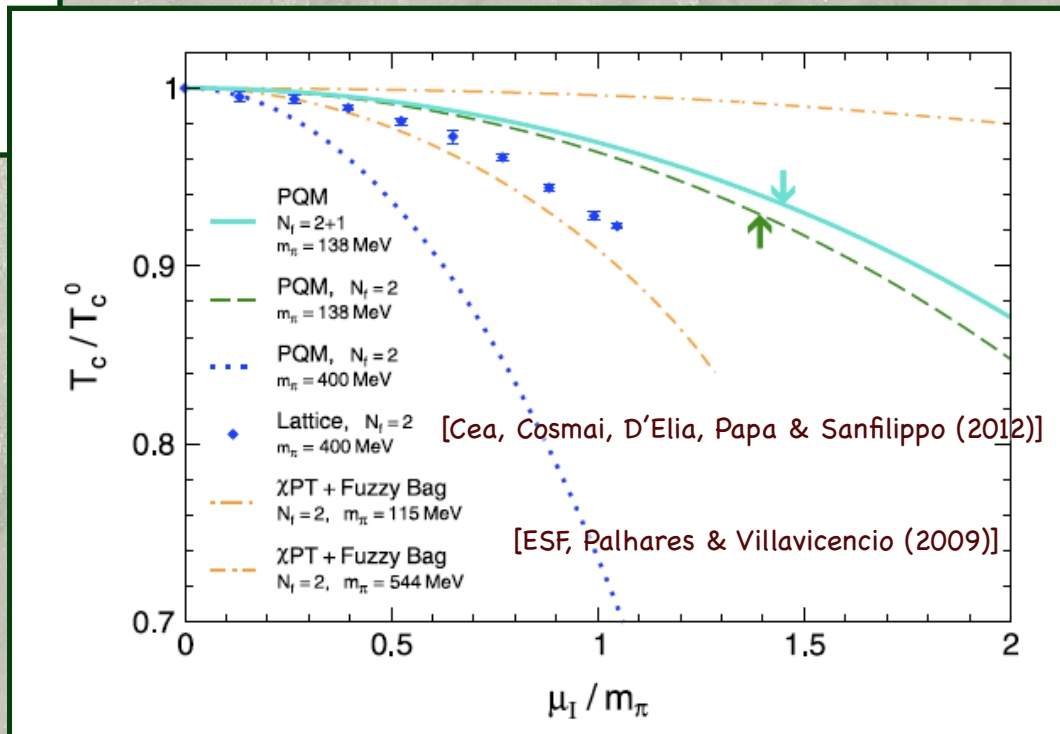 1
0.9
0.8
0.7
T_c / T_c^0
PQM
N_f = 2+1
m_π = 138 MeV
PQM, N_f = 2
m_π = 138 MeV
PQM, N_f = 2
m_π = 400 MeV
Lattice, N_f = 2
m_π = 400 MeV
[Cea, Cosmai, D'Elia, Papa & Sanfilippo (2012)]
χPT + Fuzzy Bag
N_f = 2, m_π = 115 MeV
[ESF, Palhares & Villavicencio (2009)]
χPT + Fuzzy Bag
N_f = 2, m_π = 544 MeV
0 0.5 1 1.5 2
μ_I / m_π